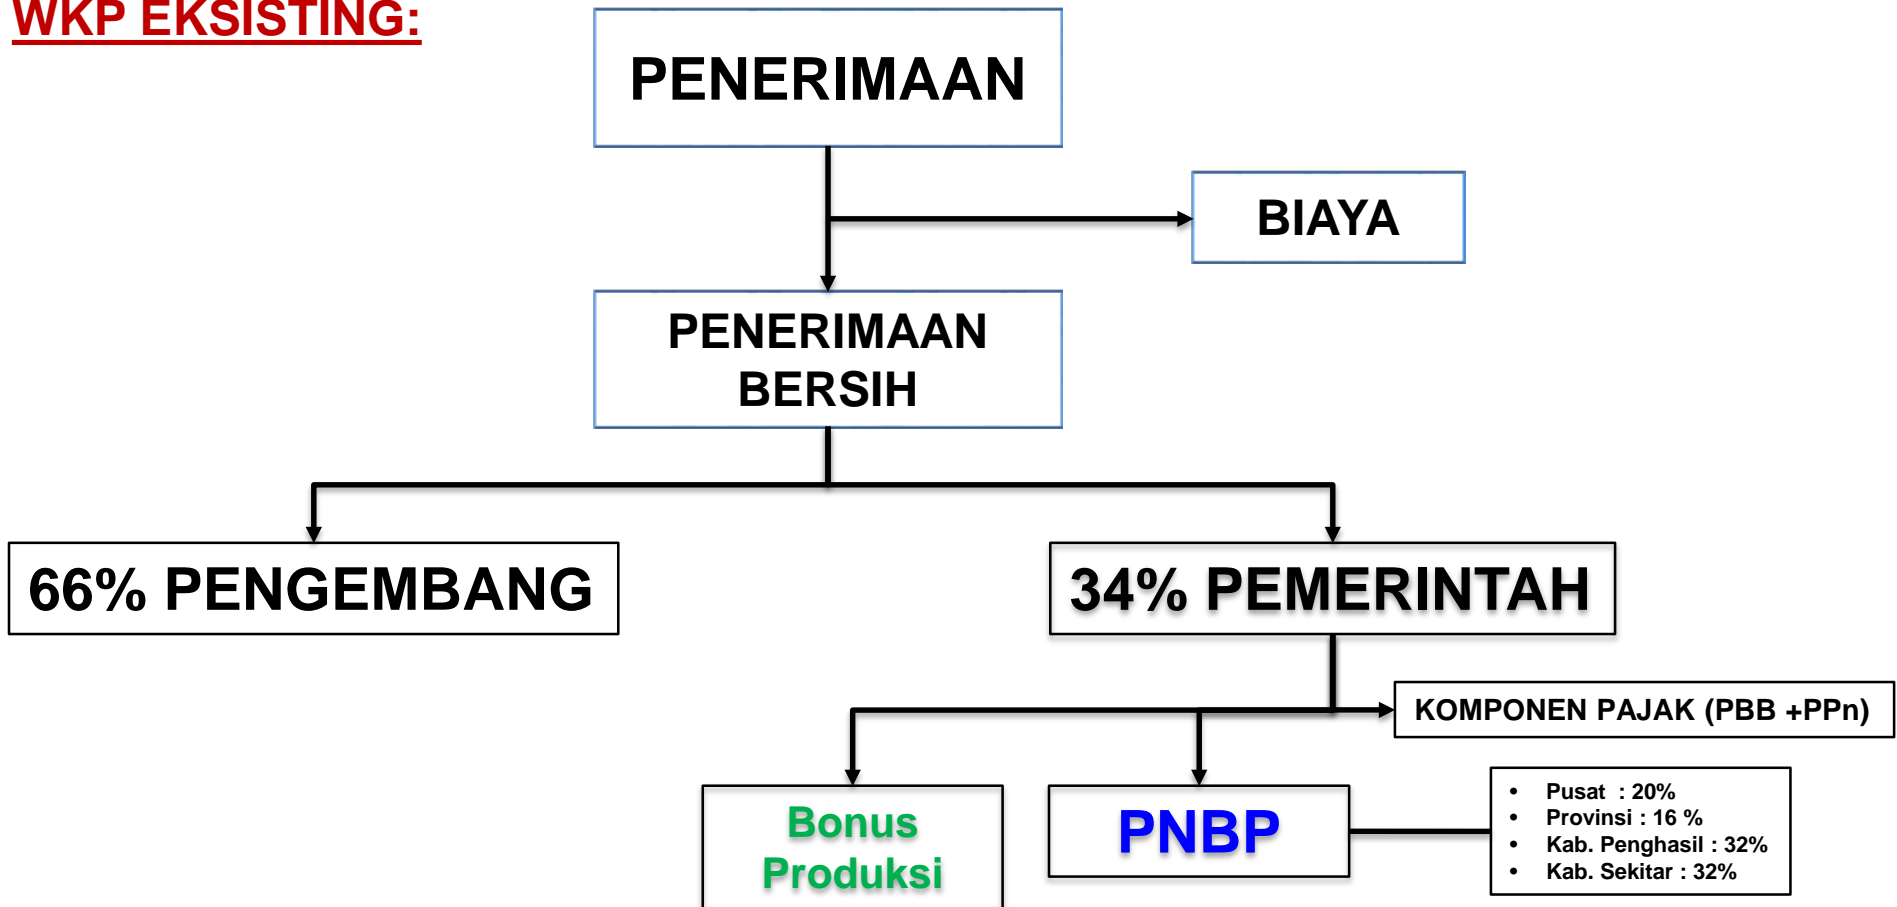 WKP EKSISTING:
PENERIMAAN
BIAYA
PENERIMAAN
BERSIH
66% PENGEMBANG
34% PEMERINTAH
KOMPONEN PAJAK (PBB +PPn)
Bonus
Produksi
PNBP
• Pusat : 20%
• Provinsi : 16 %
• Kab. Penghasil : 32%
• Kab. Sekitar : 32%